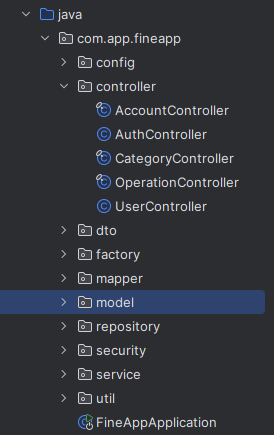 java
com.app.fineapp
config
controller
AccountController
AuthController
CategoryController
OperationController
UserController
dto
factory
mapper
model
repository
security
service
util
FineAppApplication